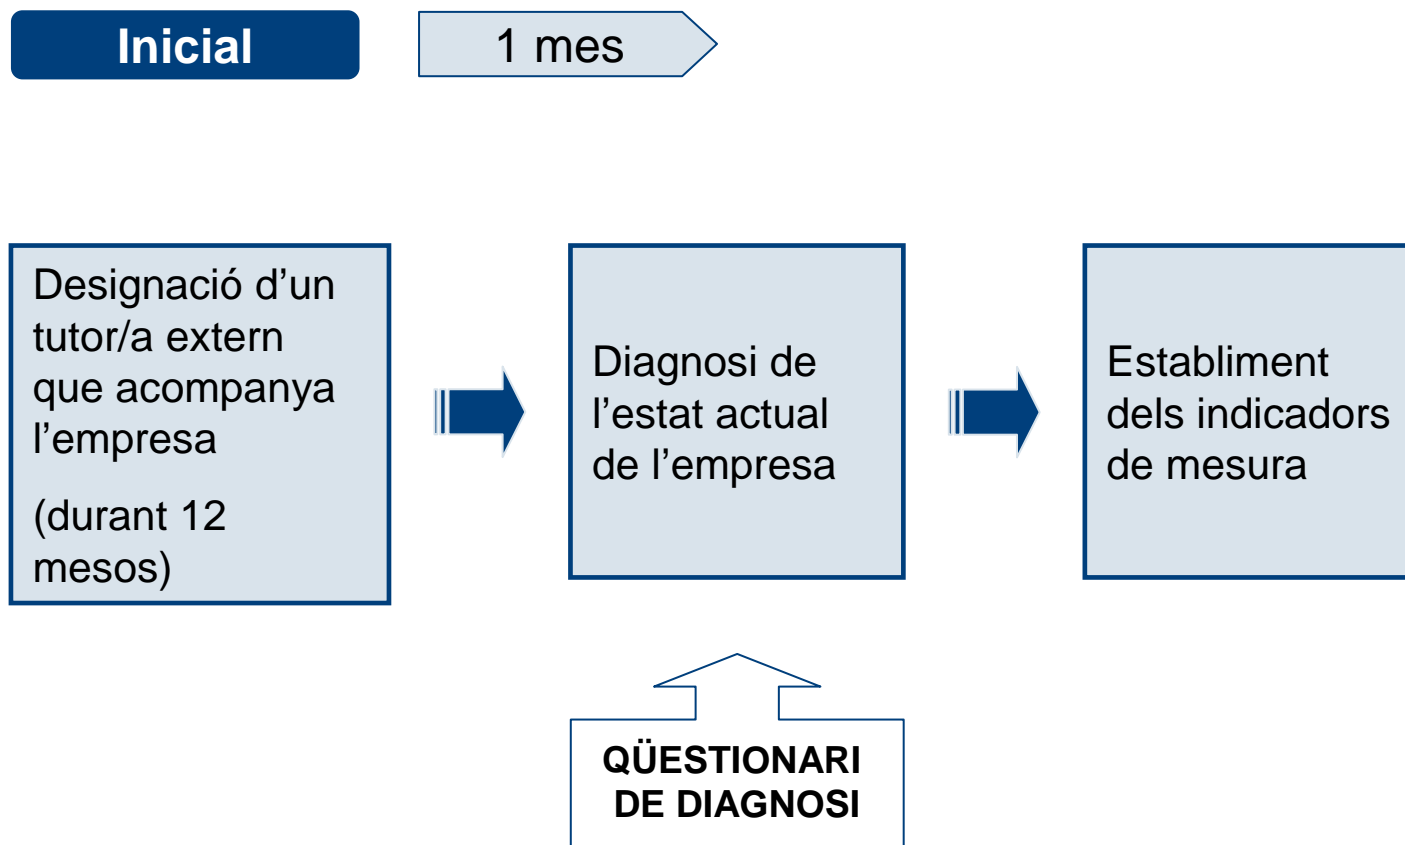 Inicial
1 mes
Designació d’un
tutor/a extern
que acompanya
l’empresa
(durant 12
mesos)
Diagnosi de
l’estat actual
de l’empresa
Establiment
dels indicadors
de mesura
QÜESTIONARI
DE DIAGNOSI